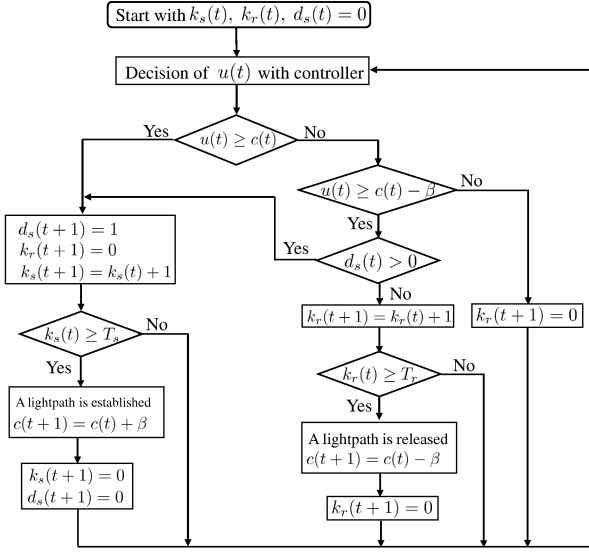 Start with k_s(t), k_r(t), d_s(t) = 0
Decision of u(t) with controller
u(t) ≥ c(t)
Yes
No
u(t) ≥ c(t) − β
No
Yes
d_s(t+1) = 1
k_r(t+1) = 0
k_s(t+1) = k_s(t)+1
d_s(t) > 0
Yes
No
k_r(t+1) = k_r(t)+1
k_r(t+1) = 0
k_s(t) ≥ T_s
No
Yes
k_r(t) ≥ T_r
No
Yes
A lightpath is established
c(t+1) = c(t) + β
A lightpath is released
c(t+1) = c(t) − β
k_s(t+1) = 0
d_s(t+1) = 0
k_r(t+1) = 0